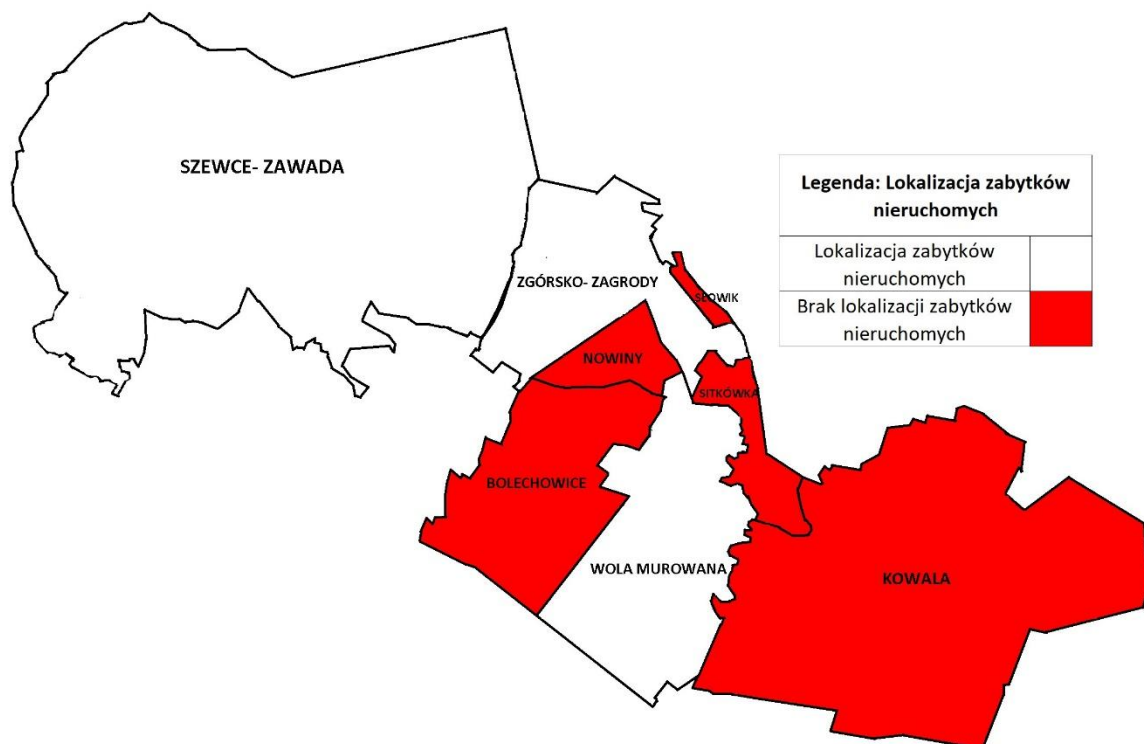 SZEWCE- ZAWADA
Legenda: Lokalizacja zabytków
nieruchomych
Lokalizacja zabytków
nieruchomych
Brak lokalizacji zabytków
nieruchomych
ZGÓRSKO- ZAGRODY
SŁOWIK
NOWINY
SITKÓWKA
BOLECHOWICE
WOLA MUROWANA
KOWALA